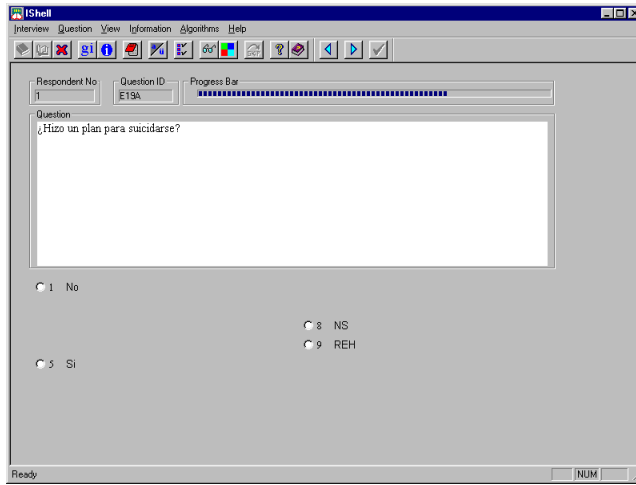 IShell
Interview Question View Information Algorithms Help
gi
Respondent No
Question ID
Progress Bar
1
E19A
Question
¿Hizo un plan para suicidarse?
1 No
8 NS
9 REH
5 Si
Ready
NUM